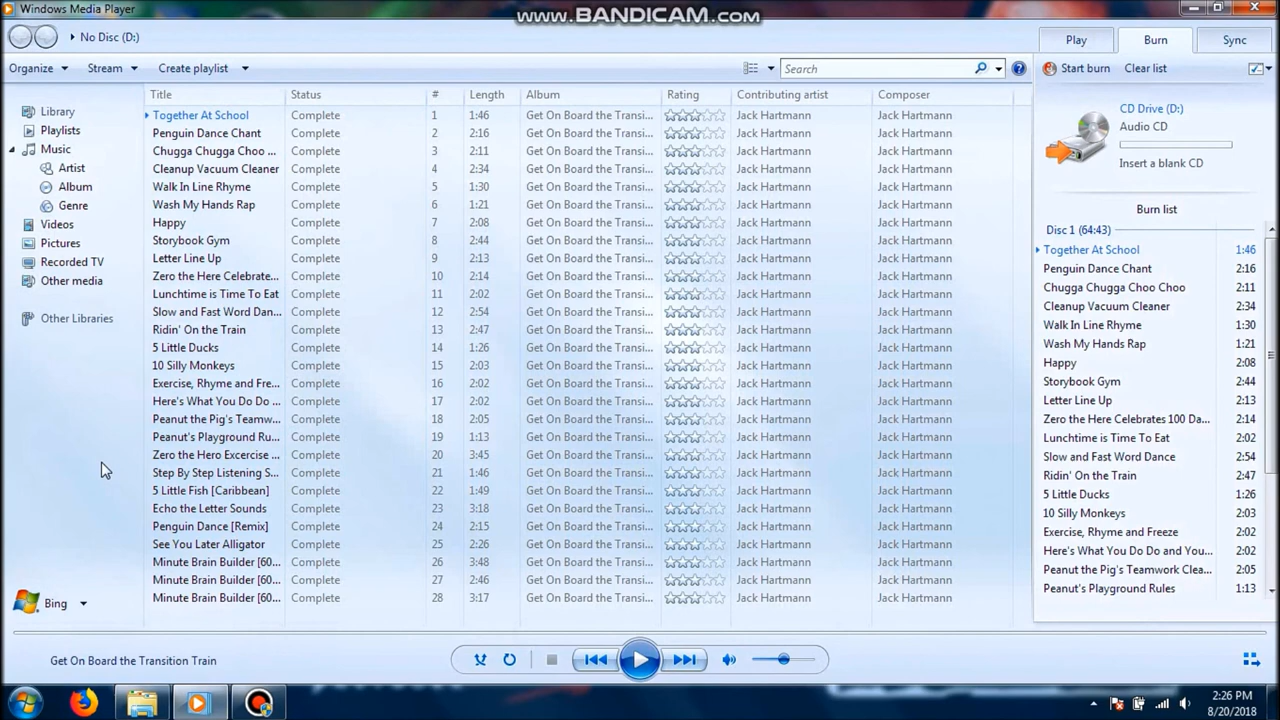 Windows Media Player
www.BANDICAM.com
No Disc (D:)
Play Burn Sync
Organize Stream Create playlist Search Start burn Clear list
Library
Playlists
Music
Artist
Album
Genre
Videos
Pictures
Recorded TV
Other media
Other Libraries
Bing
Title Status # Length Album Rating Contributing artist Composer
Together At School Complete 1 1:46 Get On Board the Transi... Jack Hartmann Jack Hartmann
Penguin Dance Chant Complete 2 2:16 Get On Board the Transi... Jack Hartmann Jack Hartmann
Chugga Chugga Choo ... Complete 3 2:11 Get On Board the Transi... Jack Hartmann Jack Hartmann
Cleanup Vacuum Cleaner Complete 4 2:34 Get On Board the Transi... Jack Hartmann Jack Hartmann
Walk In Line Rhyme Complete 5 1:30 Get On Board the Transi... Jack Hartmann Jack Hartmann
Wash My Hands Rap Complete 6 1:21 Get On Board the Transi... Jack Hartmann Jack Hartmann
Happy Complete 7 2:08 Get On Board the Transi... Jack Hartmann Jack Hartmann
Storybook Gym Complete 8 2:44 Get On Board the Transi... Jack Hartmann Jack Hartmann
Letter Line Up Complete 9 2:13 Get On Board the Transi... Jack Hartmann Jack Hartmann
Zero the Here Celebrate... Complete 10 2:14 Get On Board the Transi... Jack Hartmann Jack Hartmann
Lunchtime is Time To Eat Complete 11 2:02 Get On Board the Transi... Jack Hartmann Jack Hartmann
Slow and Fast Word Dan... Complete 12 2:54 Get On Board the Transi... Jack Hartmann Jack Hartmann
Ridin' On the Train Complete 13 2:47 Get On Board the Transi... Jack Hartmann Jack Hartmann
5 Little Ducks Complete 14 1:26 Get On Board the Transi... Jack Hartmann Jack Hartmann
10 Silly Monkeys Complete 15 2:03 Get On Board the Transi... Jack Hartmann Jack Hartmann
Exercise, Rhyme and Fre... Complete 16 2:02 Get On Board the Transi... Jack Hartmann Jack Hartmann
Here's What You Do Do ... Complete 17 2:02 Get On Board the Transi... Jack Hartmann Jack Hartmann
Peanut the Pig's Teamw... Complete 18 2:05 Get On Board the Transi... Jack Hartmann Jack Hartmann
Peanut's Playground Ru... Complete 19 1:13 Get On Board the Transi... Jack Hartmann Jack Hartmann
Zero the Hero Excercise ... Complete 20 3:45 Get On Board the Transi... Jack Hartmann Jack Hartmann
Step By Step Listening S... Complete 21 1:46 Get On Board the Transi... Jack Hartmann Jack Hartmann
5 Little Fish [Caribbean] Complete 22 1:49 Get On Board the Transi... Jack Hartmann Jack Hartmann
Echo the Letter Sounds Complete 23 3:18 Get On Board the Transi... Jack Hartmann Jack Hartmann
Penguin Dance [Remix] Complete 24 2:15 Get On Board the Transi... Jack Hartmann Jack Hartmann
See You Later Alligator Complete 25 2:26 Get On Board the Transi... Jack Hartmann Jack Hartmann
Minute Brain Builder [60... Complete 26 3:48 Get On Board the Transi... Jack Hartmann Jack Hartmann
Minute Brain Builder [60... Complete 27 2:46 Get On Board the Transi... Jack Hartmann Jack Hartmann
Minute Brain Builder [60... Complete 28 3:17 Get On Board the Transi... Jack Hartmann Jack Hartmann
CD Drive (D:)
Audio CD
Insert a blank CD
Burn list
Disc 1 (64:43)
Together At School 1:46
Penguin Dance Chant 2:16
Chugga Chugga Choo Choo 2:11
Cleanup Vacuum Cleaner 2:34
Walk In Line Rhyme 1:30
Wash My Hands Rap 1:21
Happy 2:08
Storybook Gym 2:44
Letter Line Up 2:13
Zero the Here Celebrates 100 Da... 2:14
Lunchtime is Time To Eat 2:02
Slow and Fast Word Dance 2:54
Ridin' On the Train 2:47
5 Little Ducks 1:26
10 Silly Monkeys 2:03
Exercise, Rhyme and Freeze 2:02
Here's What You Do Do and You... 2:02
Peanut the Pig's Teamwork Clea... 2:05
Peanut's Playground Rules 1:13
Get On Board the Transition Train
2:26 PM
8/20/2018